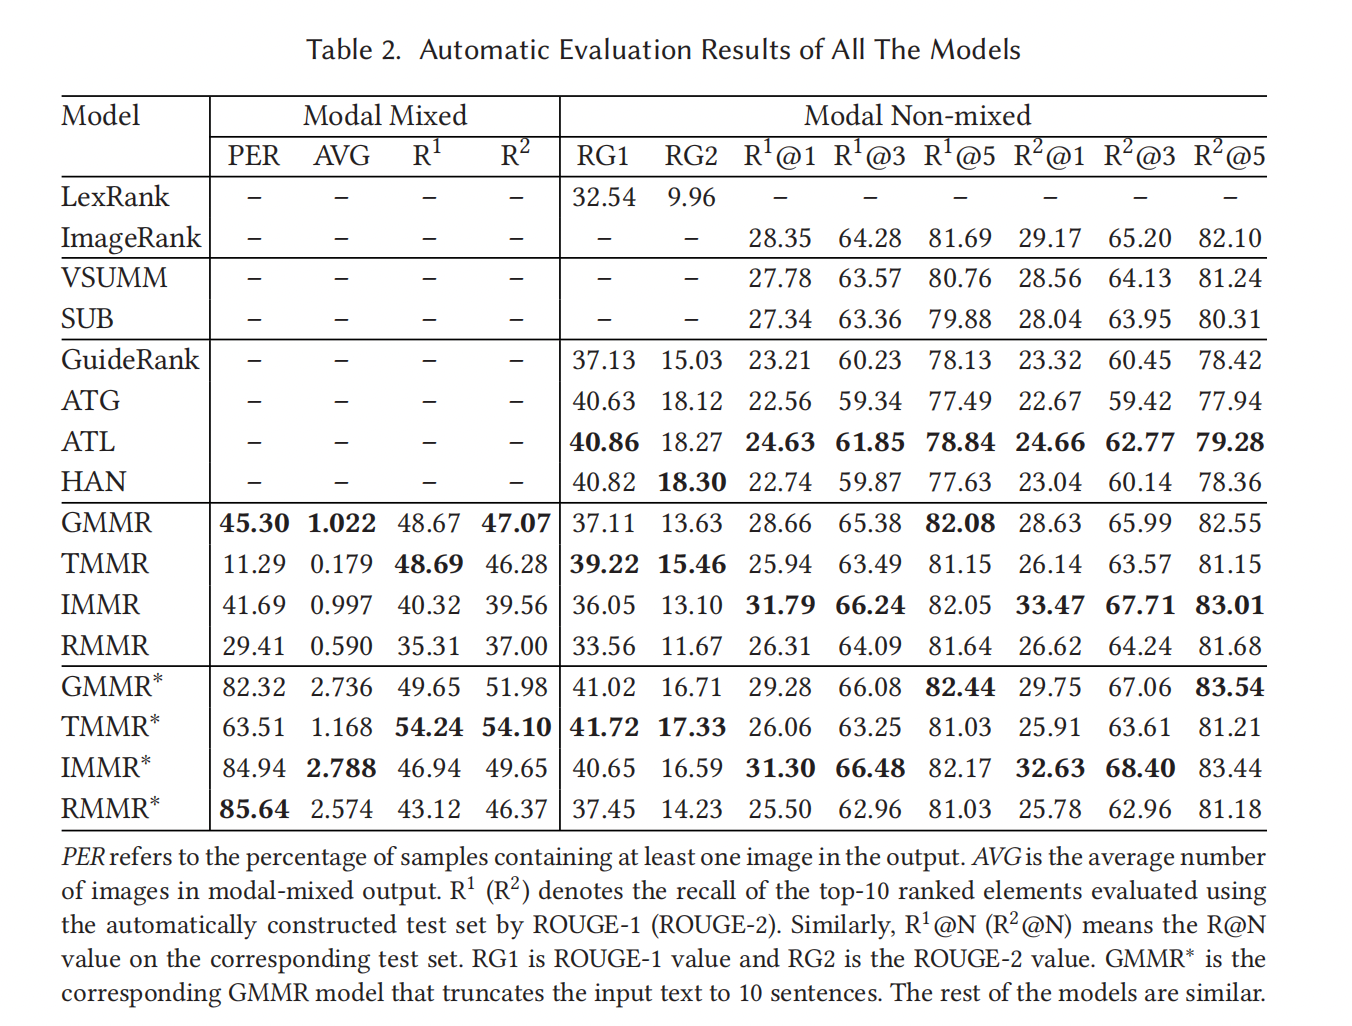 Table 2. Automatic Evaluation Results of All The Models
Model Modal Mixed Modal Non-mixed
PER AVG R¹ R² RG1 RG2 R¹@1 R¹@3 R¹@5 R²@1 R²@3 R²@5
LexRank – – – – 32.54 9.96 – – – – – –
ImageRank – – – – – – 28.35 64.28 81.69 29.17 65.20 82.10
VSUMM – – – – – – 27.78 63.57 80.76 28.56 64.13 81.24
SUB – – – – – – 27.34 63.36 79.88 28.04 63.95 80.31
GuideRank – – – – 37.13 15.03 23.21 60.23 78.13 23.32 60.45 78.42
ATG – – – – 40.63 18.12 22.56 59.34 77.49 22.67 59.42 77.94
ATL – – – – 40.86 18.27 24.63 61.85 78.84 24.66 62.77 79.28
HAN – – – – 40.82 18.30 22.74 59.87 77.63 23.04 60.14 78.36
GMMR 45.30 1.022 48.67 47.07 37.11 13.63 28.66 65.38 82.08 28.63 65.99 82.55
TMMR 11.29 0.179 48.69 46.28 39.22 15.46 25.94 63.49 81.15 26.14 63.57 81.15
IMMR 41.69 0.997 40.32 39.56 36.05 13.10 31.79 66.24 82.05 33.47 67.71 83.01
RMMR 29.41 0.590 35.31 37.00 33.56 11.67 26.31 64.09 81.64 26.62 64.24 81.68
GMMR* 82.32 2.736 49.65 51.98 41.02 16.71 29.28 66.08 82.44 29.75 67.06 83.54
TMMR* 63.51 1.168 54.24 54.10 41.72 17.33 26.06 63.25 81.03 25.91 63.61 81.21
IMMR* 84.94 2.788 46.94 49.65 40.65 16.59 31.30 66.48 82.17 32.63 68.40 83.44
RMMR* 85.64 2.574 43.12 46.37 37.45 14.23 25.50 62.96 81.03 25.78 62.96 81.18
PER refers to the percentage of samples containing at least one image in the output. AVG is the average number
of images in modal-mixed output. R¹ (R²) denotes the recall of the top-10 ranked elements evaluated using
the automatically constructed test set by ROUGE-1 (ROUGE-2). Similarly, R¹@N (R²@N) means the R@N
value on the corresponding test set. RG1 is ROUGE-1 value and RG2 is the ROUGE-2 value. GMMR* is the
corresponding GMMR model that truncates the input text to 10 sentences. The rest of the models are similar.